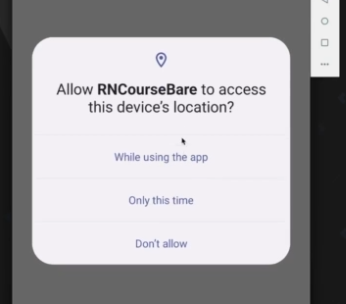 Allow RNCourseBare to access
this device's location?
While using the app
Only this time
Don't allow